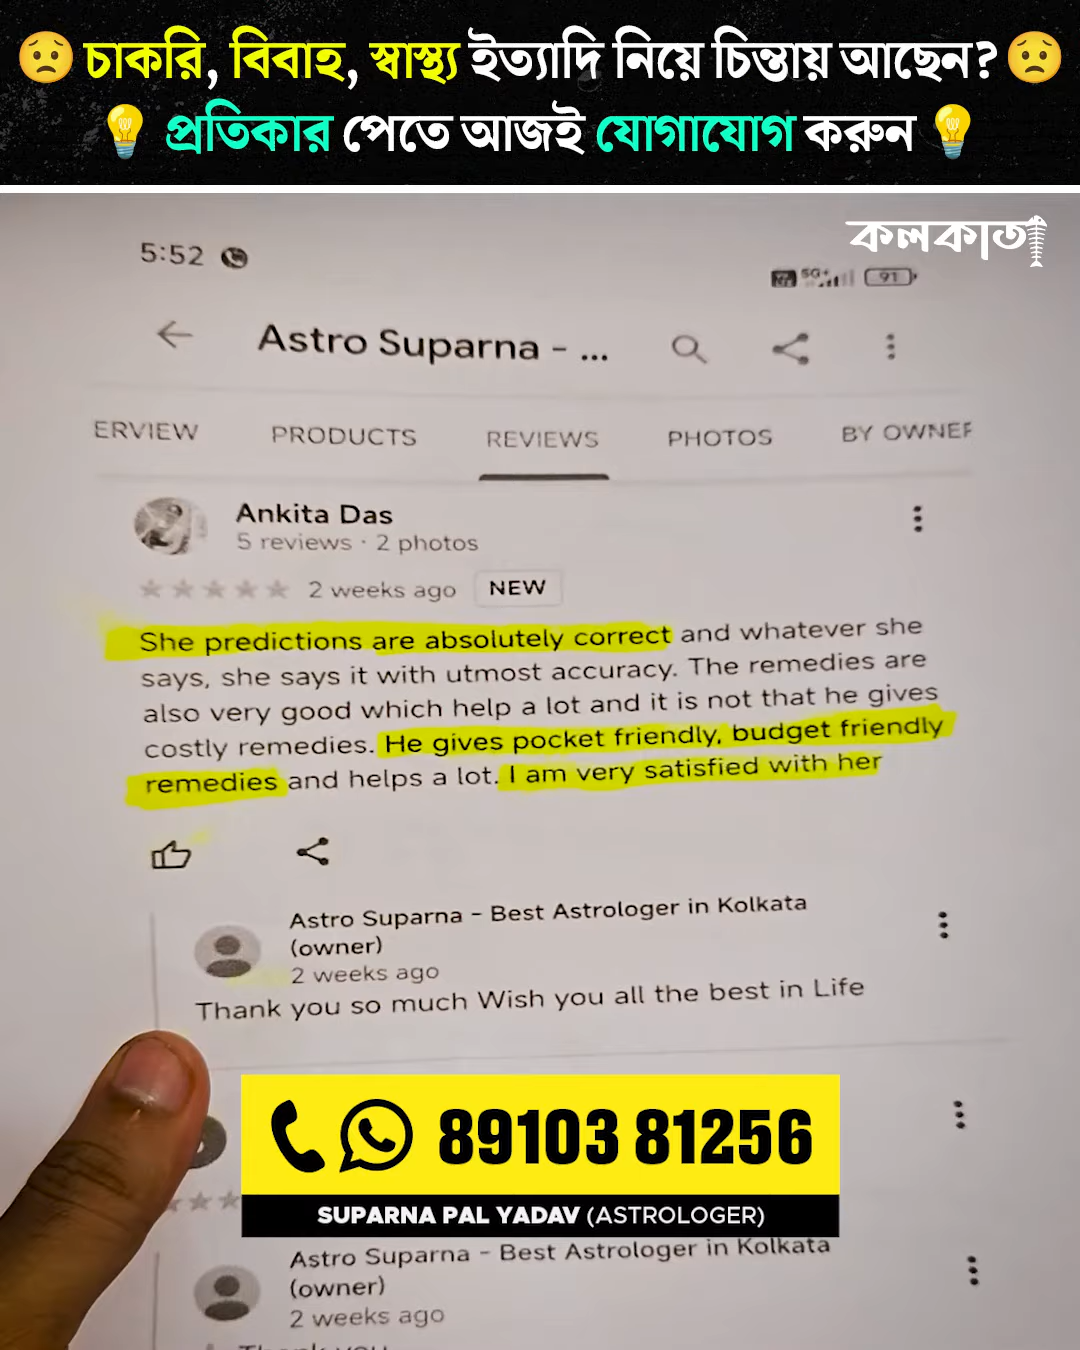 😟 চাকরি, বিবাহ, স্বাস্থ্য ইত্যাদি নিয়ে চিন্তায় আছেন? 😟
💡 প্রতিকার পেতে আজই যোগাযোগ করুন 💡
কলকাতা
5:52
5G+ 91
Astro Suparna - ...
ERVIEW PRODUCTS REVIEWS PHOTOS BY OWNER
Ankita Das
5 reviews · 2 photos
★★★★★ 2 weeks ago NEW
She predictions are absolutely correct and whatever she
says, she says it with utmost accuracy. The remedies are
also very good which help a lot and it is not that he gives
costly remedies. He gives pocket friendly, budget friendly
remedies and helps a lot. I am very satisfied with her
Astro Suparna - Best Astrologer in Kolkata
(owner)
2 weeks ago
Thank you so much Wish you all the best in Life
89103 81256
SUPARNA PAL YADAV (ASTROLOGER)
Astro Suparna - Best Astrologer in Kolkata
(owner)
2 weeks ago